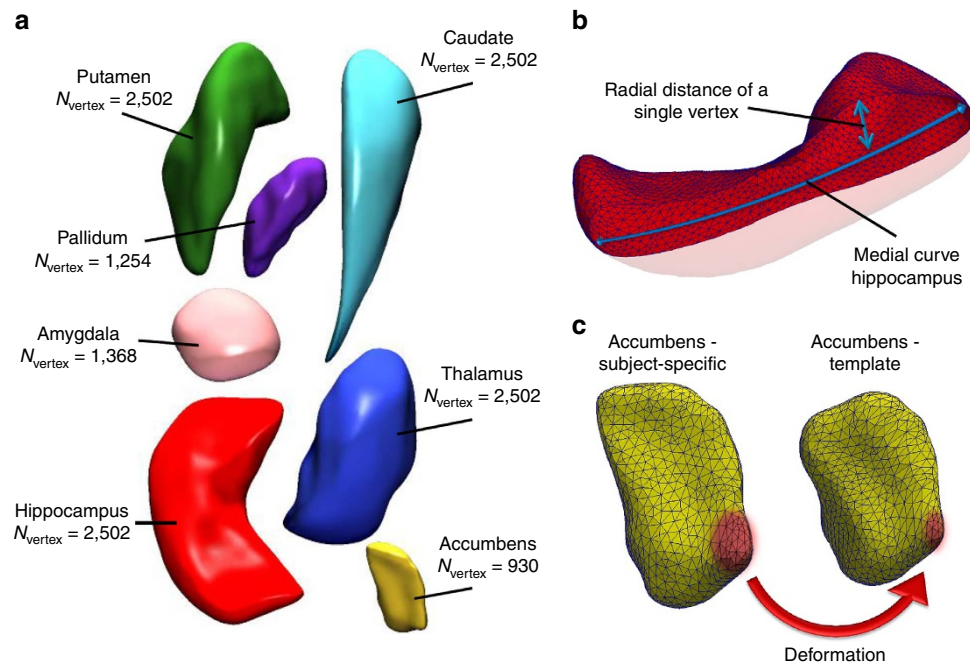 a
Putamen
Nvertex = 2,502
Caudate
Nvertex = 2,502
Pallidum
Nvertex = 1,254
Amygdala
Nvertex = 1,368
Thalamus
Nvertex = 2,502
Hippocampus
Nvertex = 2,502
Accumbens
Nvertex = 930
b
Radial distance of a
single vertex
Medial curve
hippocampus
c
Accumbens -
subject-specific
Accumbens -
template
Deformation